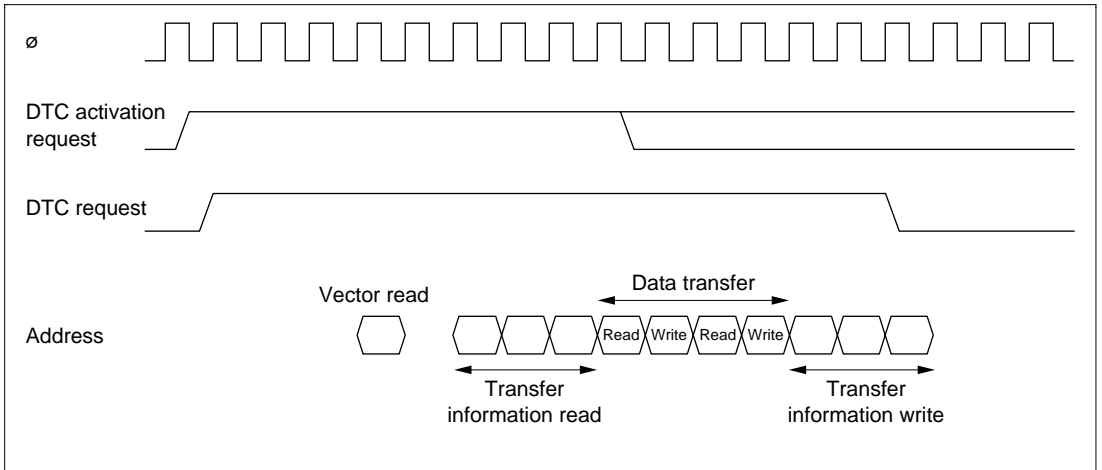 ø
DTC activation
request
DTC request
Data transfer
Vector read
Address
Read Write Read Write
Transfer
information read
Transfer
information write